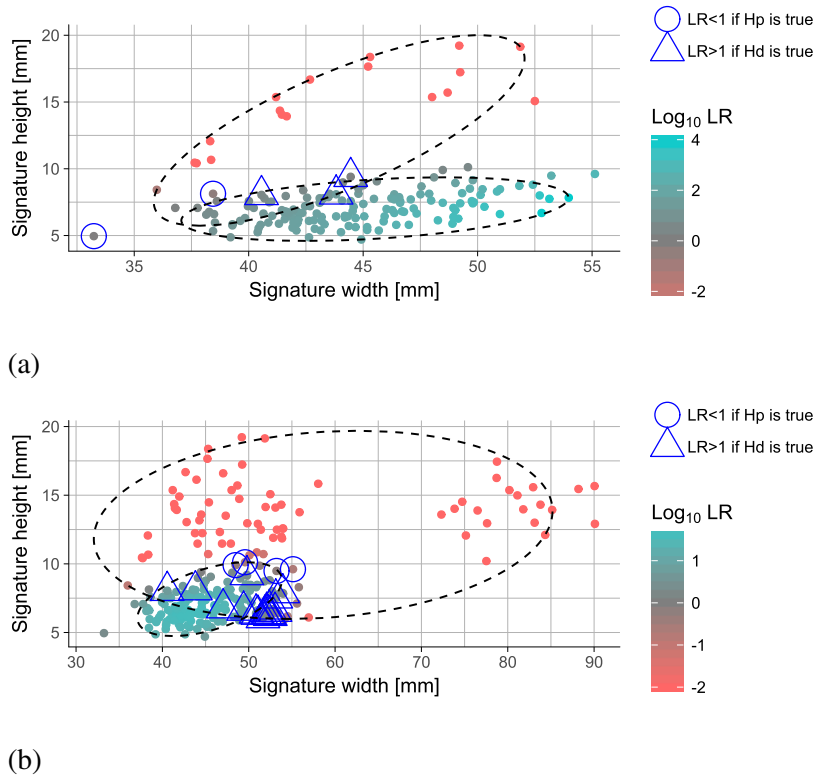 20
15
10
5
35
40
45
50
55
Signature height [mm]
Signature width [mm]
LR<1 if Hp is true
LR>1 if Hd is true
Log10 LR
4
2
0
-2
(a)
20
15
10
5
30
40
50
60
70
80
90
Signature height [mm]
Signature width [mm]
LR<1 if Hp is true
LR>1 if Hd is true
Log10 LR
1
0
-1
-2
(b)